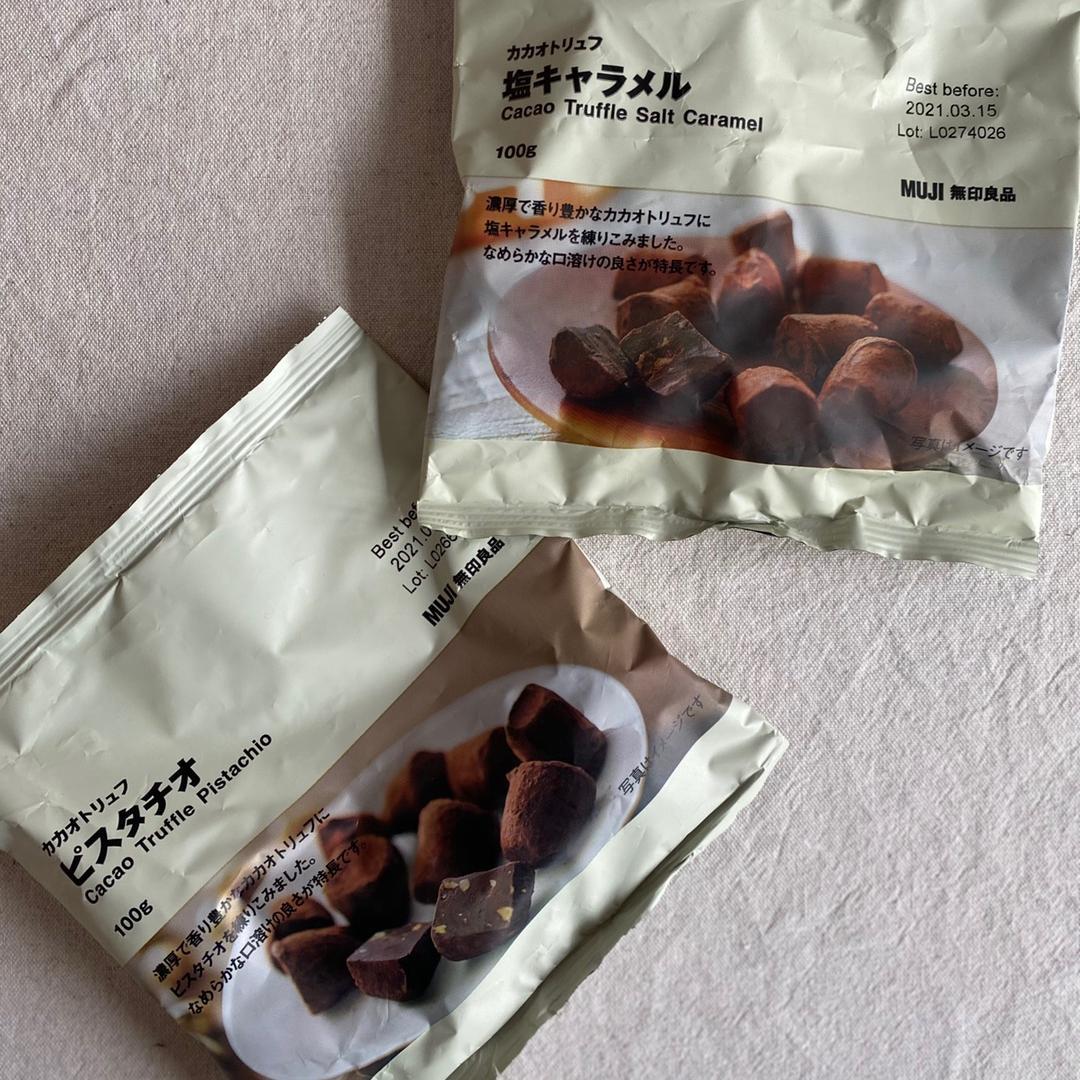 カカオトリュフ
塩キャラメル
Cacao Truffle Salt Caramel
100g
Best before:
2021.03.15
Lot: L0274026
MUJI 無印良品
濃厚で香り豊かなカカオトリュフに
塩キャラメルを練りこみました。
なめらかな口溶けの良さが特長です。
写真はイメージです
Best
Lot:
MUJI 無印良品
カカオトリュフ
ピスタチオ
Cacao Truffle Pistachio
100g
濃厚で香り豊かなカカオトリュフに
ピスタチオを練りこみました。
なめらかな口溶けの良さが特長です。
写真はイメージです